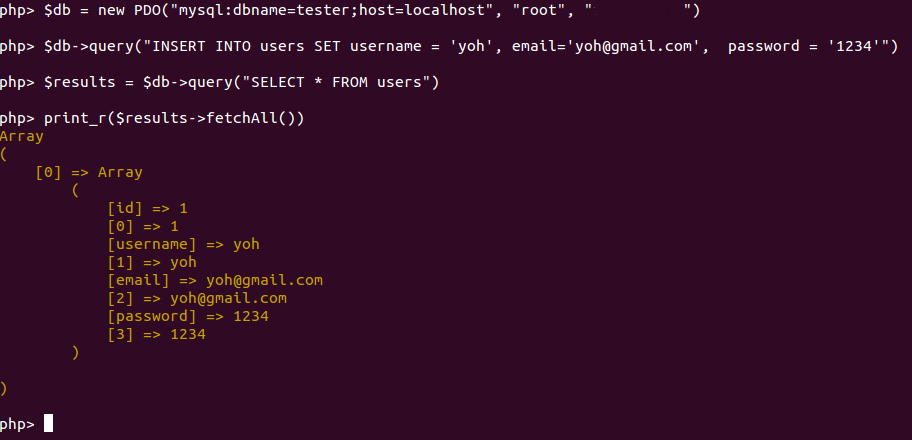 php> $db = new PDO("mysql:dbname=tester;host=localhost", "root", "          ")
php> $db->query("INSERT INTO users SET username = 'yoh', email='yoh@gmail.com',  password = '1234'")
php> $results = $db->query("SELECT * FROM users")
php> print_r($results->fetchAll())
Array
(
    [0] => Array
        (
            [id] => 1
            [0] => 1
            [username] => yoh
            [1] => yoh
            [email] => yoh@gmail.com
            [2] => yoh@gmail.com
            [password] => 1234
            [3] => 1234
        )
)
php>